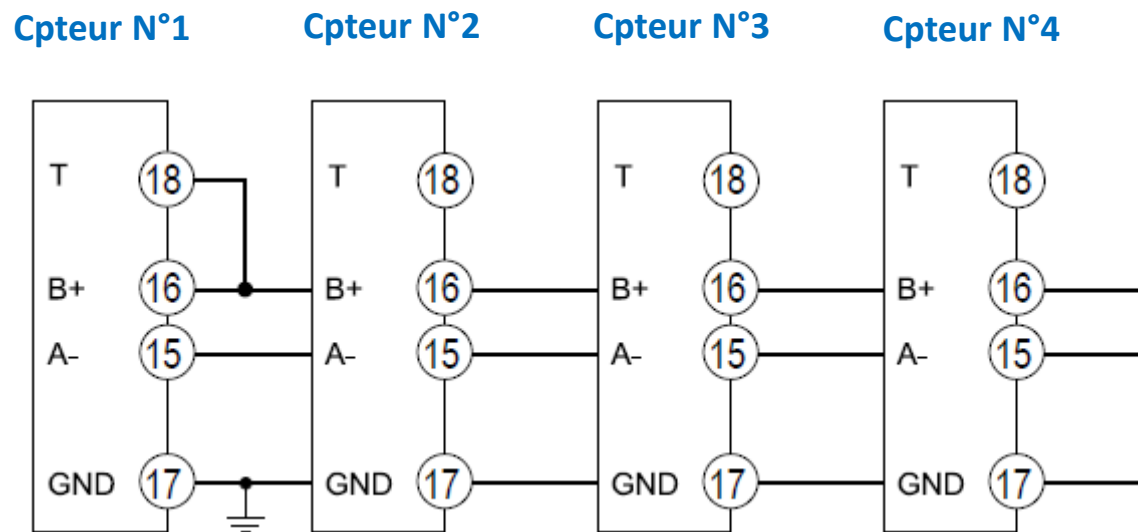 Cpteur N°1 Cpteur N°2 Cpteur N°3 Cpteur N°4
T 18 T 18 T 18 T 18
B+ 16 B+ 16 B+ 16 B+ 16
A- 15 A- 15 A- 15 A- 15
GND 17 GND 17 GND 17 GND 17